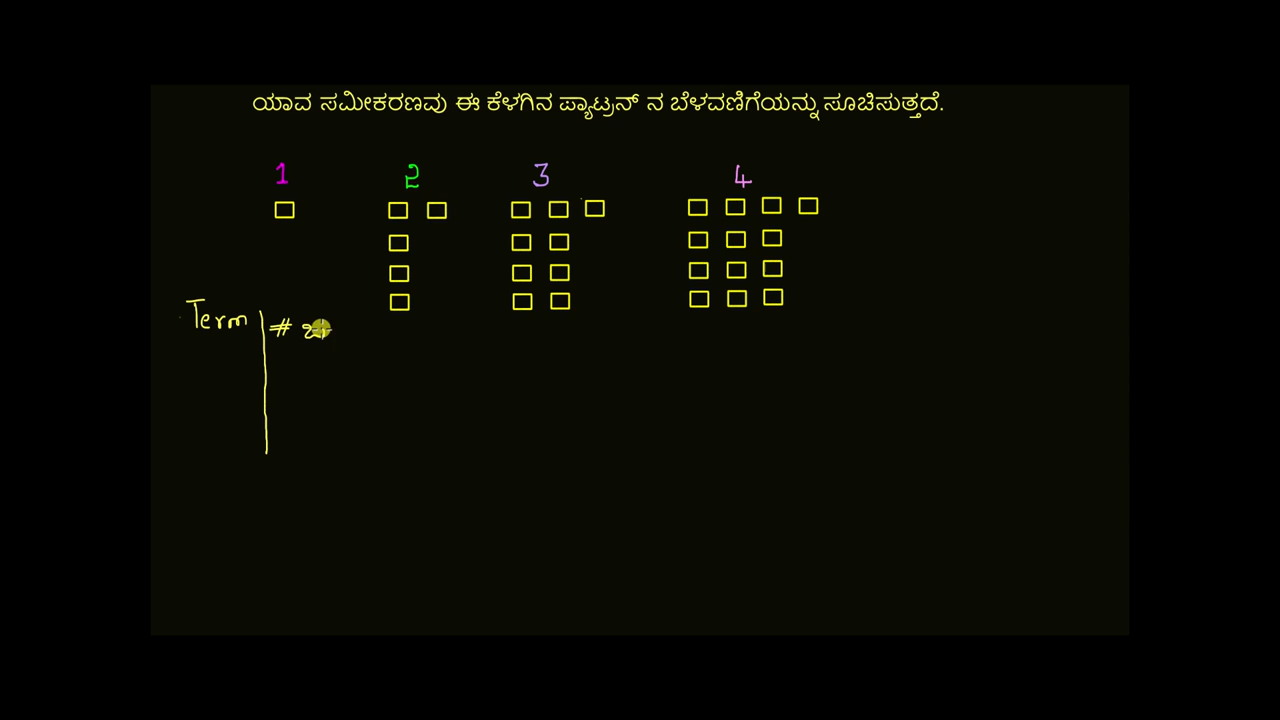 ಯಾವ ಸಮೀಕರಣವು ಈ ಕೆಳಗಿನ ಪ್ಯಾಟ್ರನ್ ನ ಬೆಳವಣಿಗೆಯನ್ನು ಸೂಚಿಸುತ್ತದೆ.
1 2 3 4
Term #